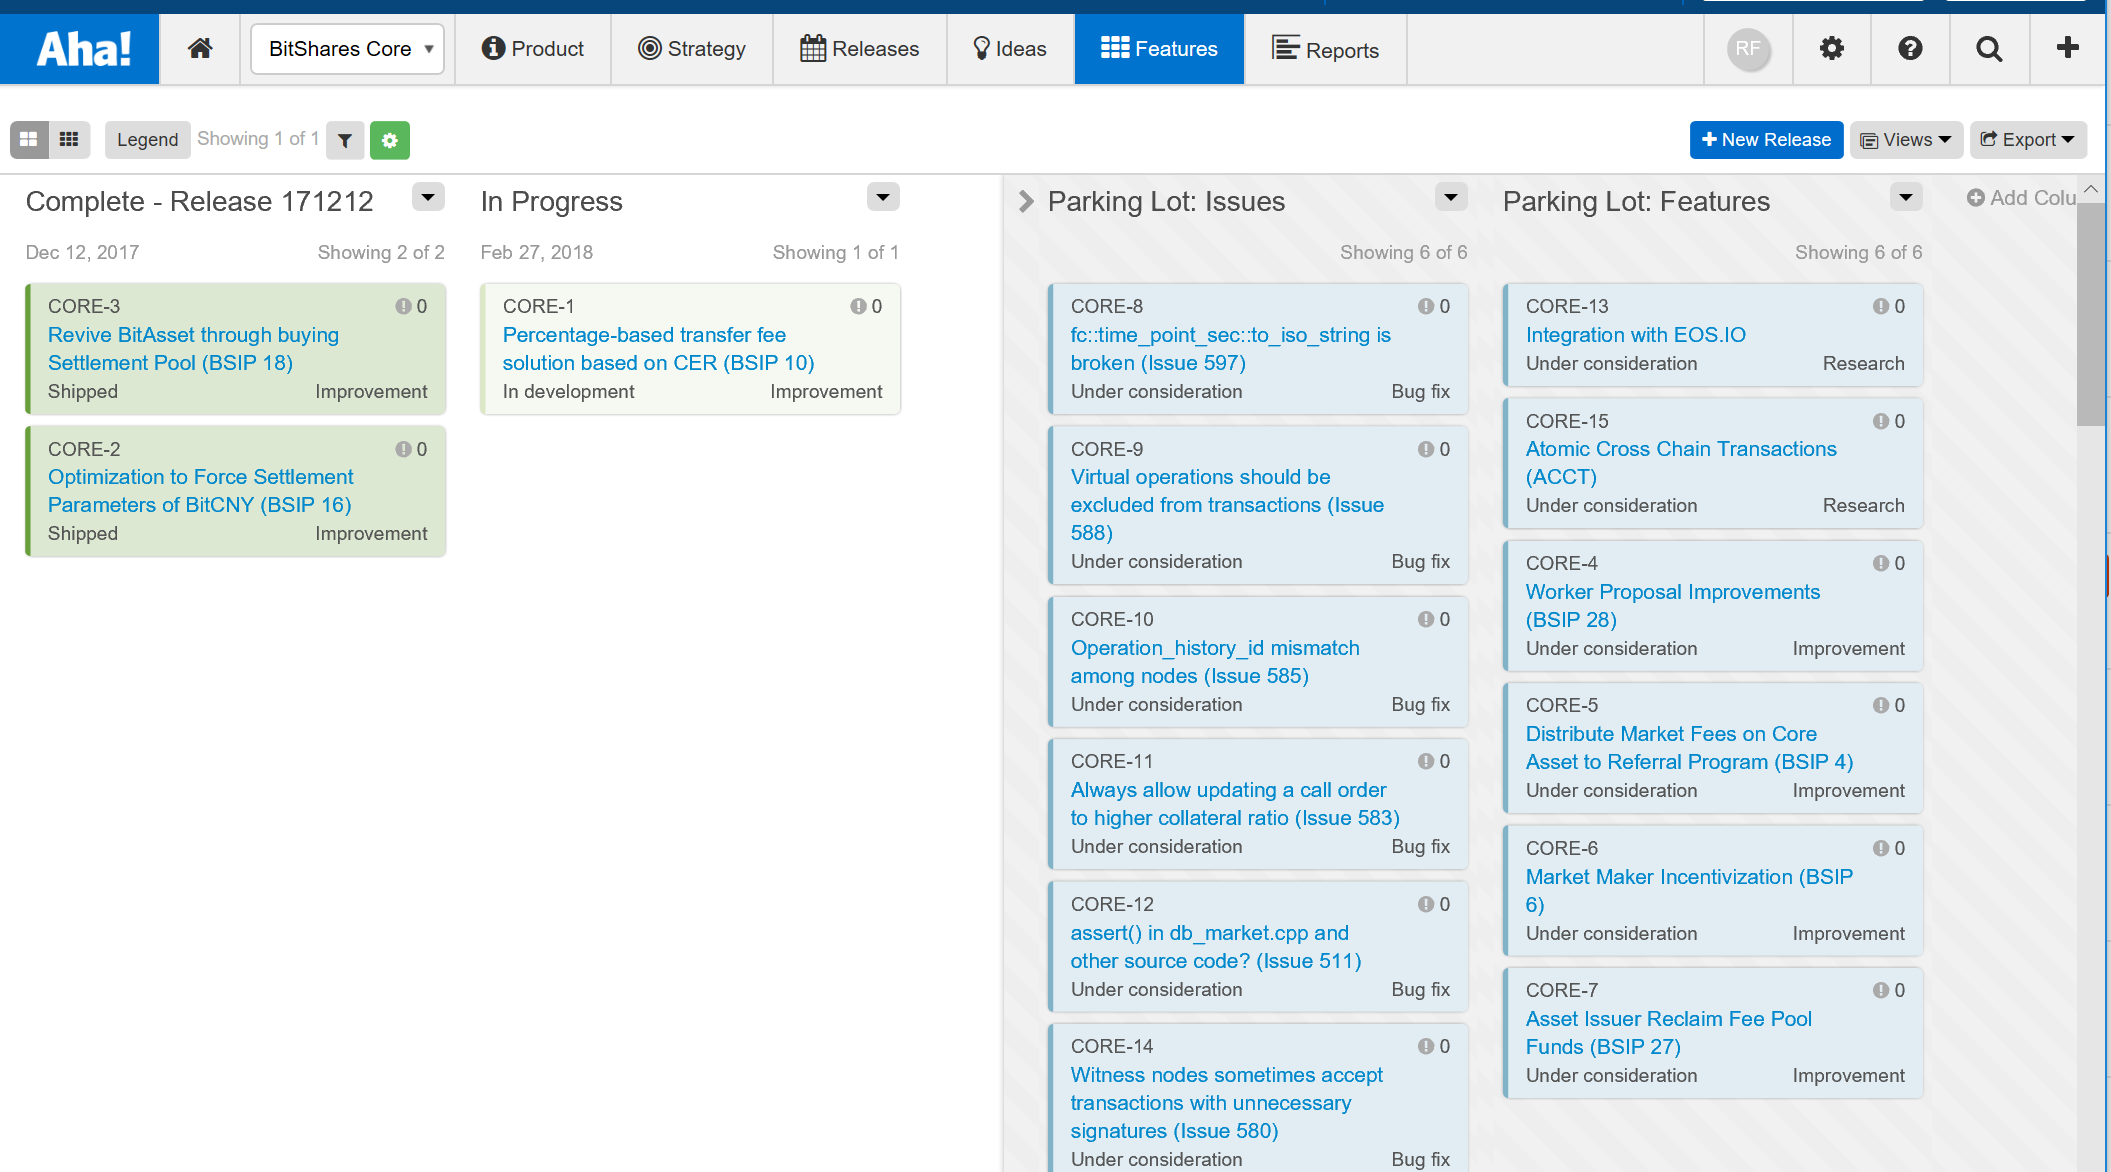 Aha!
BitShares Core
Product
Strategy
Releases
Ideas
Features
Reports
RF
Legend
Showing 1 of 1
New Release
Views
Export
Complete - Release 171212
Dec 12, 2017
Showing 2 of 2
CORE-3
0
Revive BitAsset through buying
Settlement Pool (BSIP 18)
Shipped
Improvement
CORE-2
0
Optimization to Force Settlement
Parameters of BitCNY (BSIP 16)
Shipped
Improvement
In Progress
Feb 27, 2018
Showing 1 of 1
CORE-1
0
Percentage-based transfer fee
solution based on CER (BSIP 10)
In development
Improvement
Parking Lot: Issues
Showing 6 of 6
CORE-8
0
fc::time_point_sec::to_iso_string is
broken (Issue 597)
Under consideration
Bug fix
CORE-9
0
Virtual operations should be
excluded from transactions (Issue
588)
Under consideration
Bug fix
CORE-10
0
Operation_history_id mismatch
among nodes (Issue 585)
Under consideration
Bug fix
CORE-11
0
Always allow updating a call order
to higher collateral ratio (Issue 583)
Under consideration
Bug fix
CORE-12
0
assert() in db_market.cpp and
other source code? (Issue 511)
Under consideration
Bug fix
CORE-14
0
Witness nodes sometimes accept
transactions with unnecessary
signatures (Issue 580)
Under consideration
Bug fix
Parking Lot: Features
Showing 6 of 6
CORE-13
0
Integration with EOS.IO
Under consideration
Research
CORE-15
0
Atomic Cross Chain Transactions
(ACCT)
Under consideration
Research
CORE-4
0
Worker Proposal Improvements
(BSIP 28)
Under consideration
Improvement
CORE-5
0
Distribute Market Fees on Core
Asset to Referral Program (BSIP 4)
Under consideration
Improvement
CORE-6
0
Market Maker Incentivization (BSIP
6)
Under consideration
Improvement
CORE-7
0
Asset Issuer Reclaim Fee Pool
Funds (BSIP 27)
Under consideration
Improvement
Add Colu